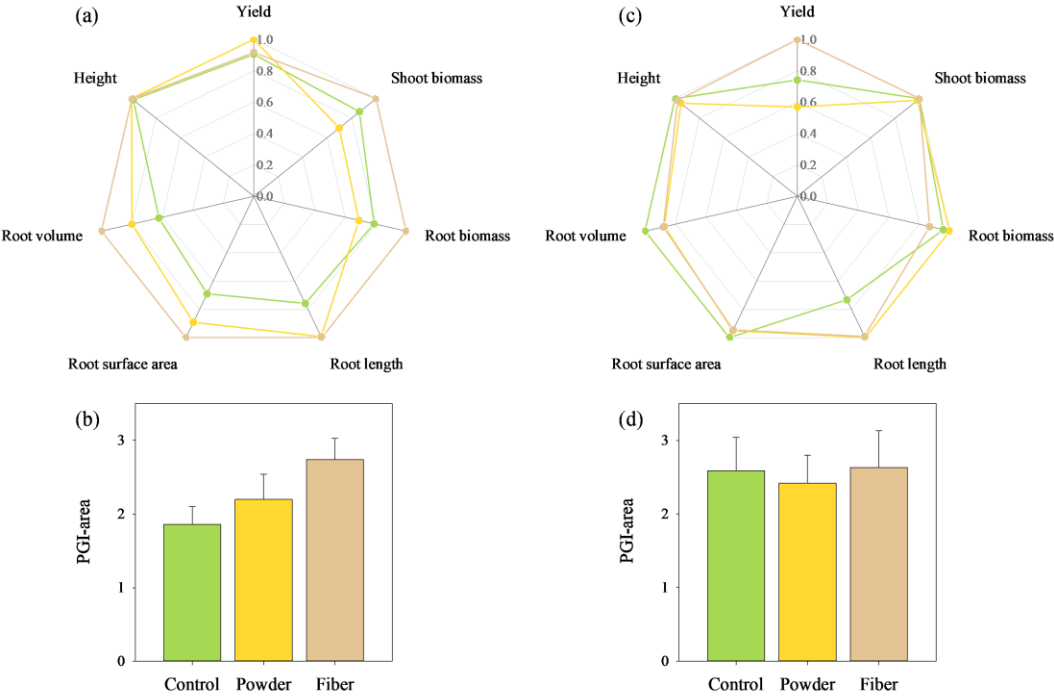 (a)
Yield
1.0
0.8
0.6
0.4
0.2
0.0
Height
Shoot biomass
Root volume
Root biomass
Root surface area
Root length
(c)
Yield
1.0
0.8
0.6
0.4
0.2
0.0
Height
Shoot biomass
Root volume
Root biomass
Root surface area
Root length
(b)
PGI-area
3
2
1
0
Control
Powder
Fiber
(d)
PGI-area
3
2
1
0
Control
Powder
Fiber